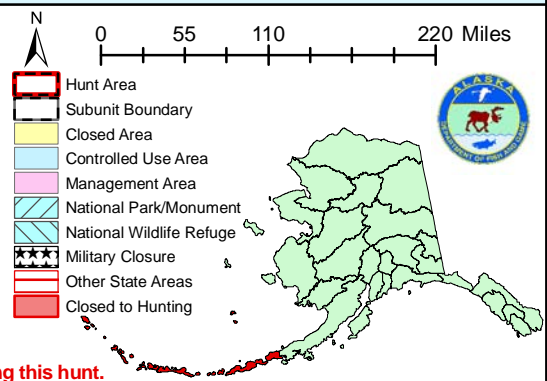 N
0 55 110 220 Miles
Hunt Area
Subunit Boundary
Closed Area
Controlled Use Area
Management Area
National Park/Monument
National Wildlife Refuge
Military Closure
Other State Areas
Closed to Hunting
ALASKA
DEPARTMENT OF FISH AND GAME
ng this hunt.